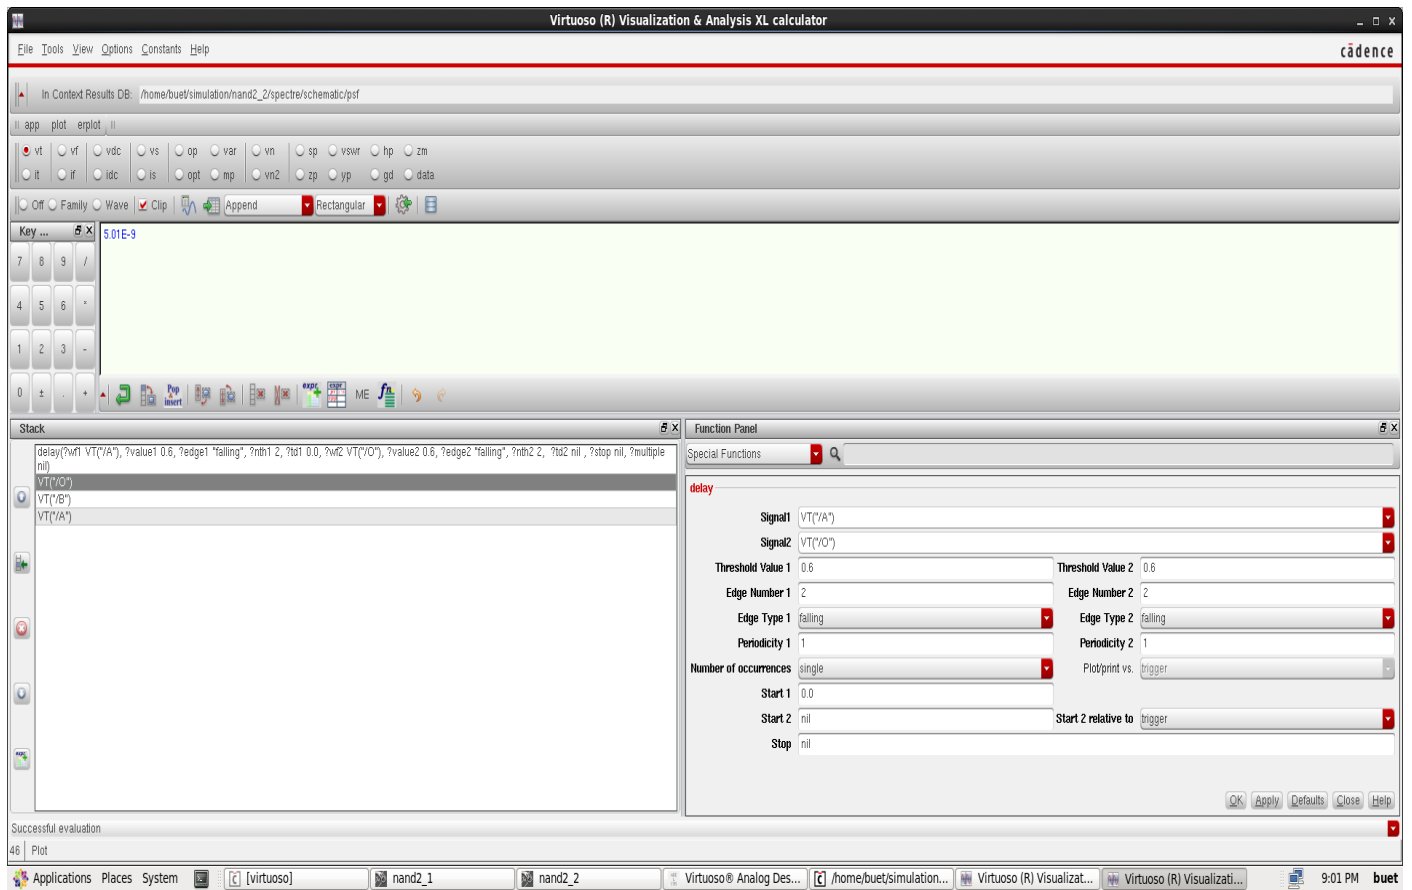 Virtuoso (R) Visualization & Analysis XL calculator
File Tools View Options Constants Help
cādence
In Context Results DB: /home/buet/simulation/nand2_2/spectre/schematic/psf
app plot erplot
vt vf vdc vs op var vn sp vswr hp zm
it if idc is opt mp vn2 zp yp gd data
Off Family Wave Clip Append Rectangular
Key ...
5.01E-9
7 8 9 /
4 5 6 *
1 2 3 -
0 ± . +
Pop insert expr expr ME fn
Stack
delay(?wf1 VT("/A"), ?value1 0.6, ?edge1 "falling", ?nth1 2, ?td1 0.0, ?wf2 VT("/O"), ?value2 0.6, ?edge2 "falling", ?nth2 2, ?td2 nil , ?stop nil, ?multiple
nil)
VT("/O")
VT("/B")
VT("/A")
expr
Function Panel
Special Functions
delay
Signal1 VT("/A")
Signal2 VT("/O")
Threshold Value 1 0.6 Threshold Value 2 0.6
Edge Number 1 2 Edge Number 2 2
Edge Type 1 falling Edge Type 2 falling
Periodicity 1 1 Periodicity 2 1
Number of occurrences single Plot/print vs. trigger
Start 1 0.0
Start 2 nil Start 2 relative to trigger
Stop nil
OK Apply Defaults Close Help
Successful evaluation
46 Plot
Applications Places System [virtuoso] nand2_1 nand2_2 Virtuoso® Analog Des... /home/buet/simulation... Virtuoso (R) Visualizat... Virtuoso (R) Visualizati... 9:01 PM buet